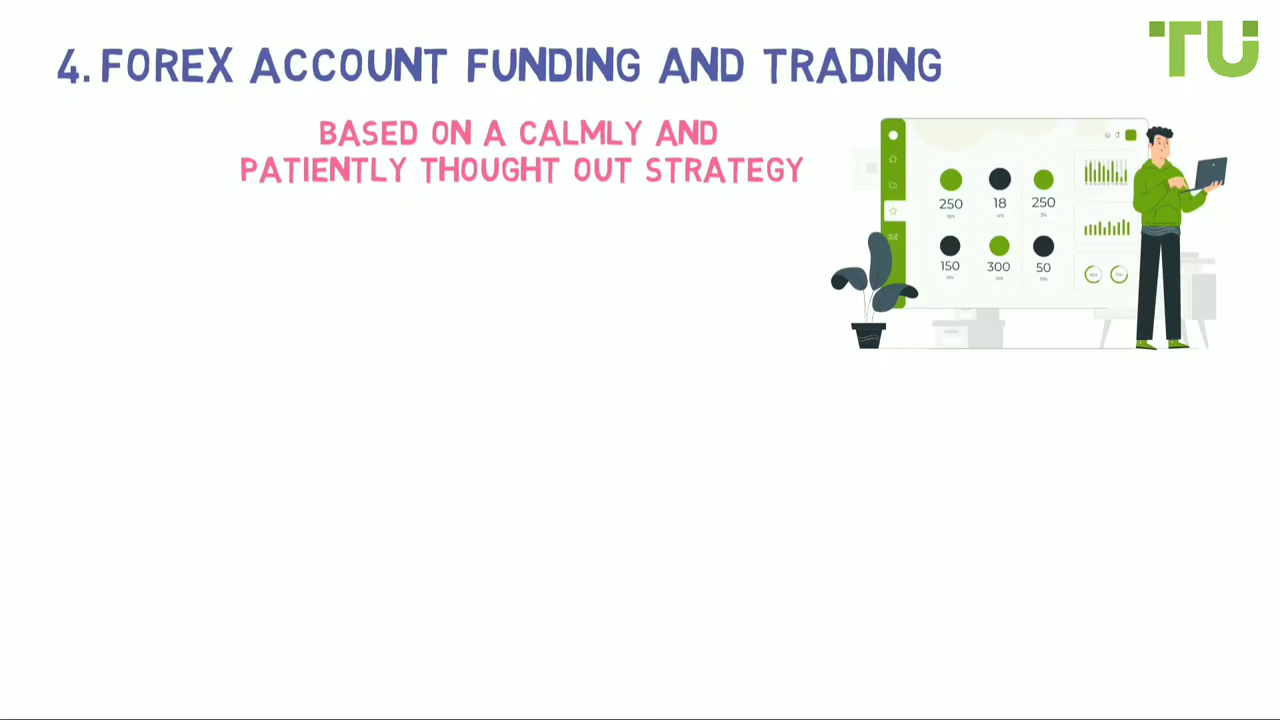 4. FOREX ACCOUNT FUNDING AND TRADING
TU
BASED ON A CALMLY AND
PATIENTLY THOUGHT OUT STRATEGY
250 18 250
150 300 50